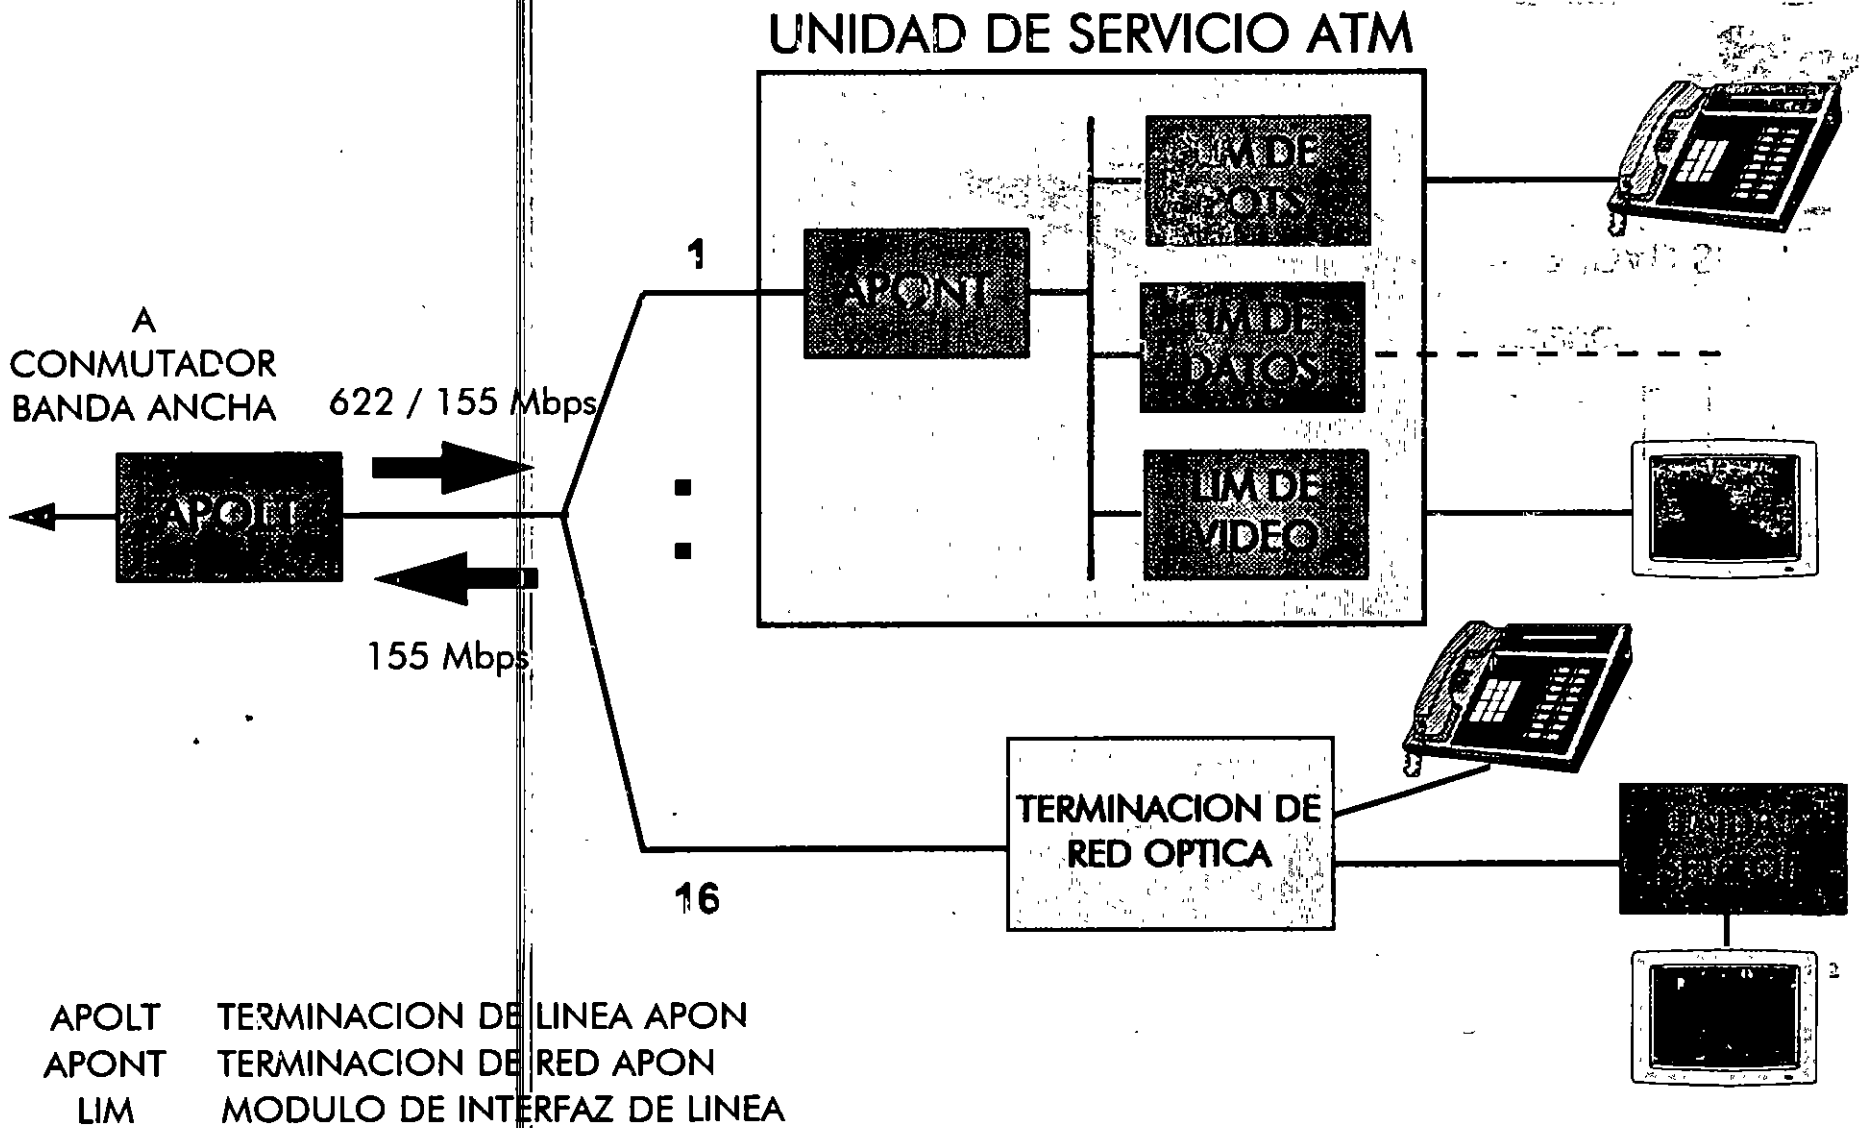 UNIDAD DE SERVICIO ATM
LIM DE
POTS
1
APONT
A
CONMUTADOR
BANDA ANCHA
622 / 155 Mbps
LIM DE
DATOS
APOLT
LIM DE
VIDEO
155 Mbps
TERMINACION DE
RED OPTICA
16
APOLT TERMINACION DE LINEA APON
APONT TERMINACION DE RED APON
LIM MODULO DE INTERFAZ DE LINEA